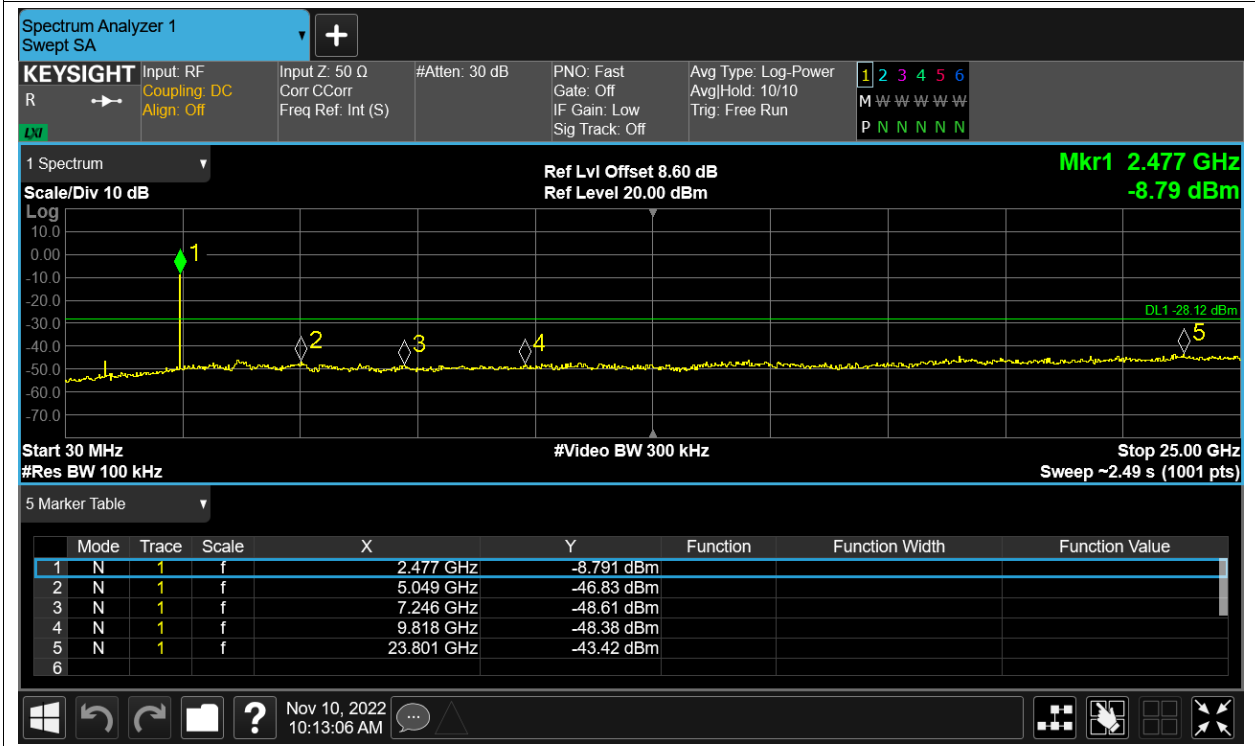 Spectrum Analyzer 1
Swept SA
+
KEYSIGHT
R
LXI
Input: RF
Coupling: DC
Align: Off
Input Z: 50 Ω
Corr CCorr
Freq Ref: Int (S)
#Atten: 30 dB
PNO: Fast
Gate: Off
IF Gain: Low
Sig Track: Off
Avg Type: Log-Power
Avg|Hold: 10/10
Trig: Free Run
1 2 3 4 5 6
M W W W W W
P N N N N N
1 Spectrum
Scale/Div 10 dB
Ref Lvl Offset 8.60 dB
Ref Level 20.00 dBm
Mkr1 2.477 GHz
-8.79 dBm
Log
10.0
0.00
-10.0
-20.0
-30.0
-40.0
-50.0
-60.0
-70.0
1
2
3
4
5
DL1 -28.12 dBm
Start 30 MHz
#Video BW 300 kHz
Stop 25.00 GHz
#Res BW 100 kHz
Sweep ~2.49 s (1001 pts)
5 Marker Table
Mode Trace Scale X Y Function Function Width Function Value
1 N 1 f 2.477 GHz -8.791 dBm
2 N 1 f 5.049 GHz -46.83 dBm
3 N 1 f 7.246 GHz -48.61 dBm
4 N 1 f 9.818 GHz -48.38 dBm
5 N 1 f 23.801 GHz -43.42 dBm
6
?
Nov 10, 2022
10:13:06 AM